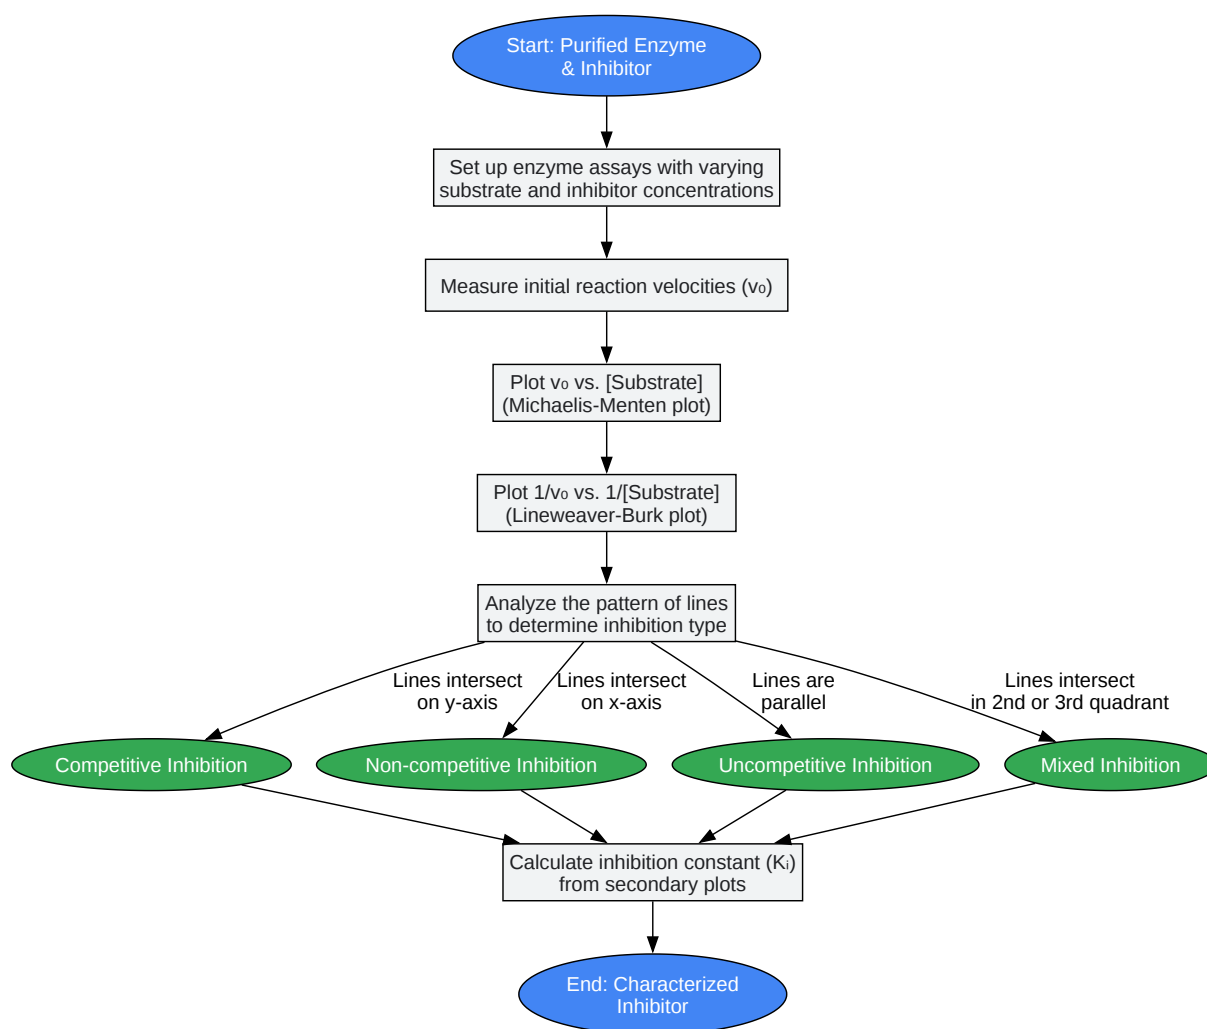 Start: Purified Enzyme
& Inhibitor
Set up enzyme assays with varying
substrate and inhibitor concentrations
Measure initial reaction velocities (v₀)
Plot v₀ vs. [Substrate]
(Michaelis-Menten plot)
Plot 1/v₀ vs. 1/[Substrate]
(Lineweaver-Burk plot)
Analyze the pattern of lines
to determine inhibition type
Lines intersect
on y-axis
Lines intersect
on x-axis
Lines are
parallel
Lines intersect
in 2nd or 3rd quadrant
Competitive Inhibition
Non-competitive Inhibition
Uncompetitive Inhibition
Mixed Inhibition
Calculate inhibition constant (Kᵢ)
from secondary plots
End: Characterized
Inhibitor